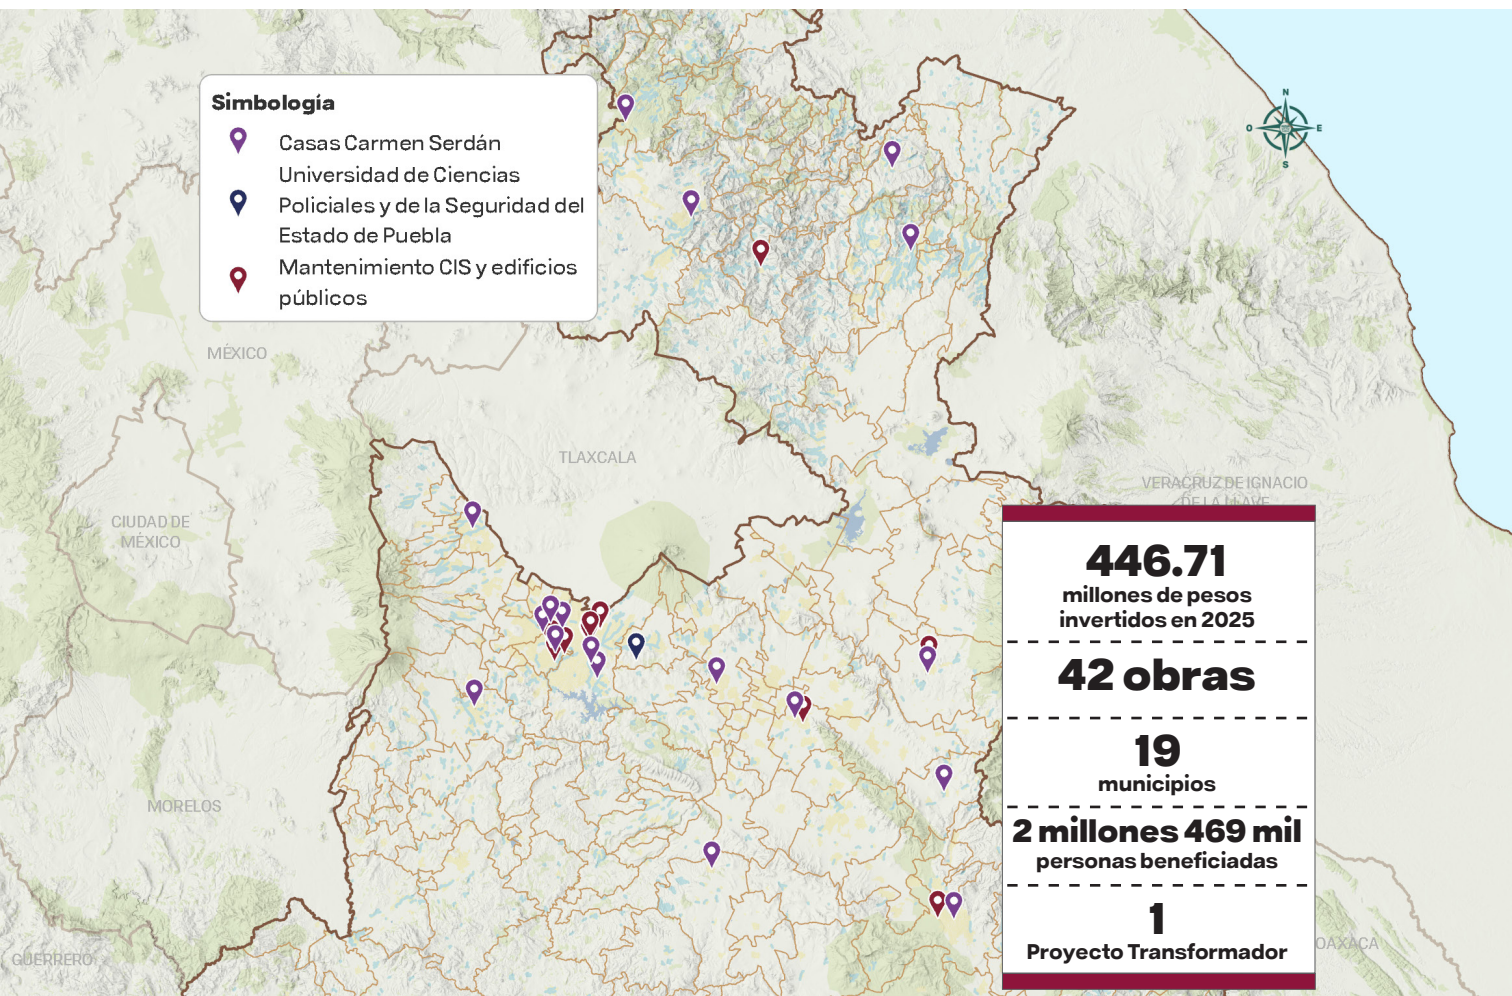 Simbología
Casas Carmen Serdán
Universidad de Ciencias
Policiales y de la Seguridad del
Estado de Puebla
Mantenimiento CIS y edificios
públicos
N
O
E
S
MÉXICO
TLAXCALA
CIUDAD DE
MÉXICO
VERACRUZ DE IGNACIO
DE LA LLAVE
MORELOS
GUERRERO
OAXACA
446.71
millones de pesos
invertidos en 2025
42 obras
19
municipios
2 millones 469 mil
personas beneficiadas
1
Proyecto Transformador